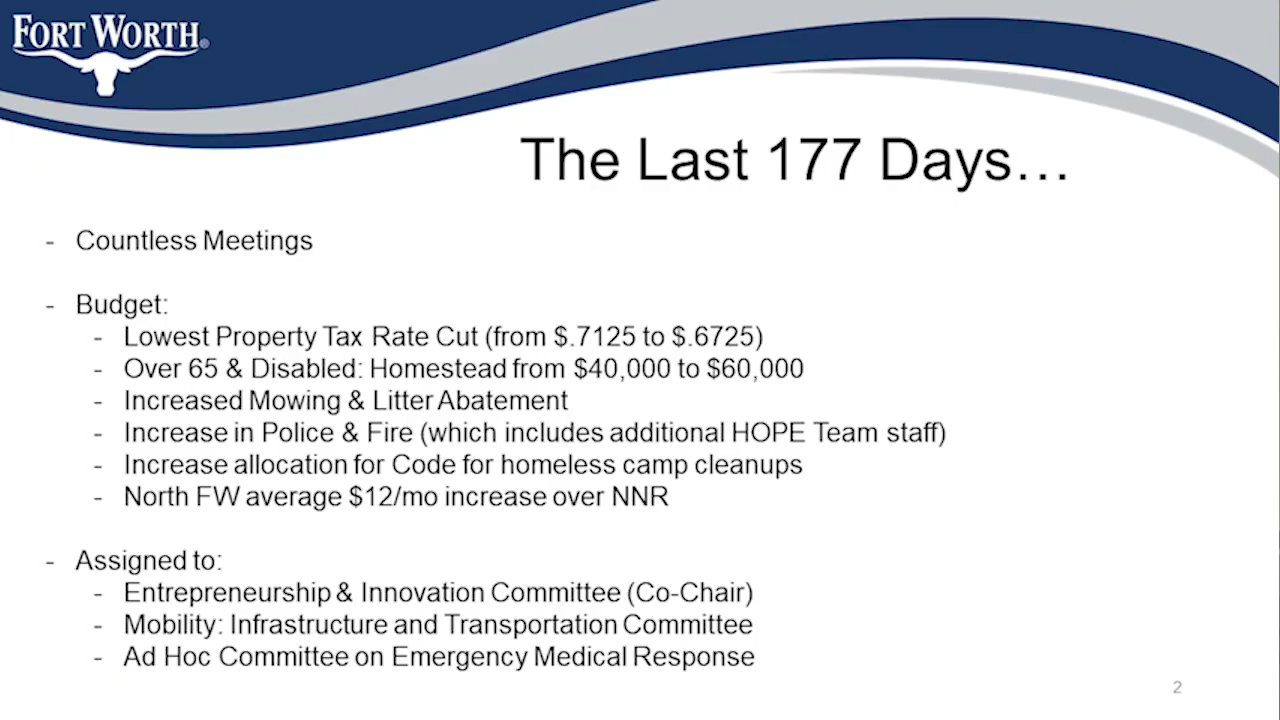 FORT WORTH®
The Last 177 Days...
- Countless Meetings
- Budget:
- Lowest Property Tax Rate Cut (from $.7125 to $.6725)
- Over 65 & Disabled: Homestead from $40,000 to $60,000
- Increased Mowing & Litter Abatement
- Increase in Police & Fire (which includes additional HOPE Team staff)
- Increase allocation for Code for homeless camp cleanups
- North FW average $12/mo increase over NNR
- Assigned to:
- Entrepreneurship & Innovation Committee (Co-Chair)
- Mobility: Infrastructure and Transportation Committee
- Ad Hoc Committee on Emergency Medical Response
2